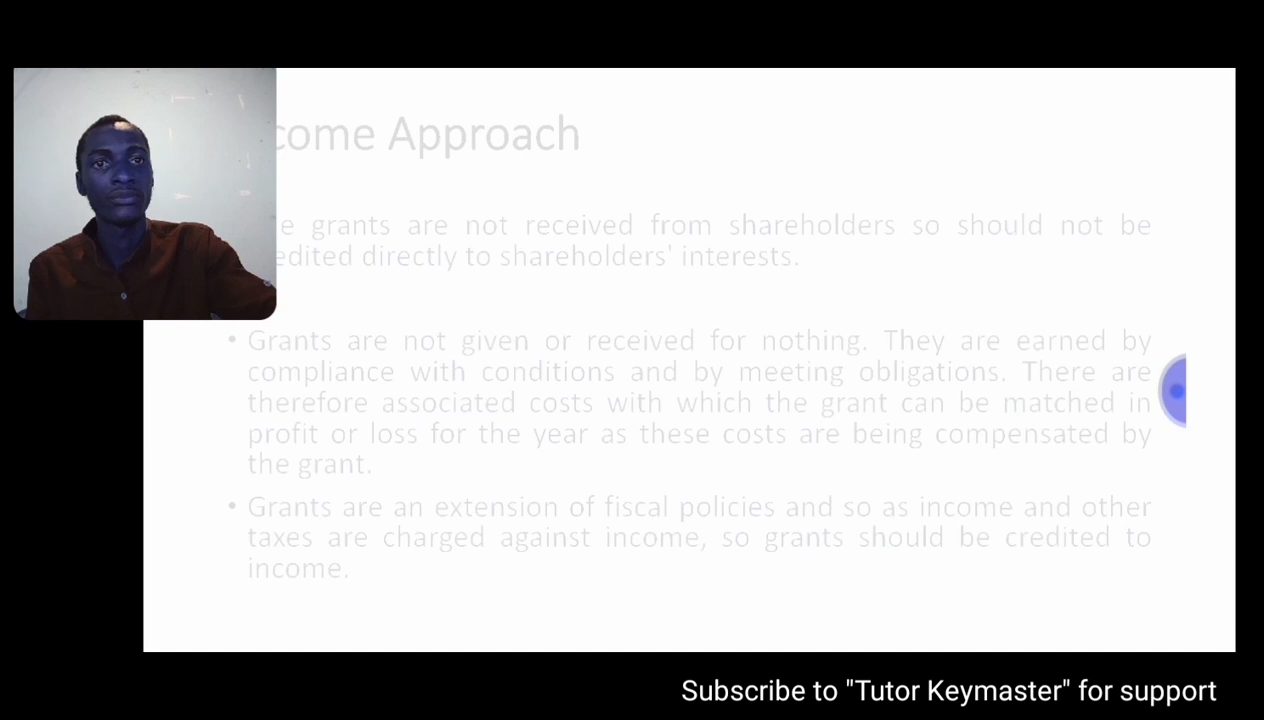 come Approach
e grants are not received from shareholders so should not be
edited directly to shareholders' interests.
• Grants are not given or received for nothing. They are earned by
compliance with conditions and by meeting obligations. There are
therefore associated costs with which the grant can be matched in
profit or loss for the year as these costs are being compensated by
the grant.
• Grants are an extension of fiscal policies and so as income and other
taxes are charged against income, so grants should be credited to
income.
Subscribe to "Tutor Keymaster" for support